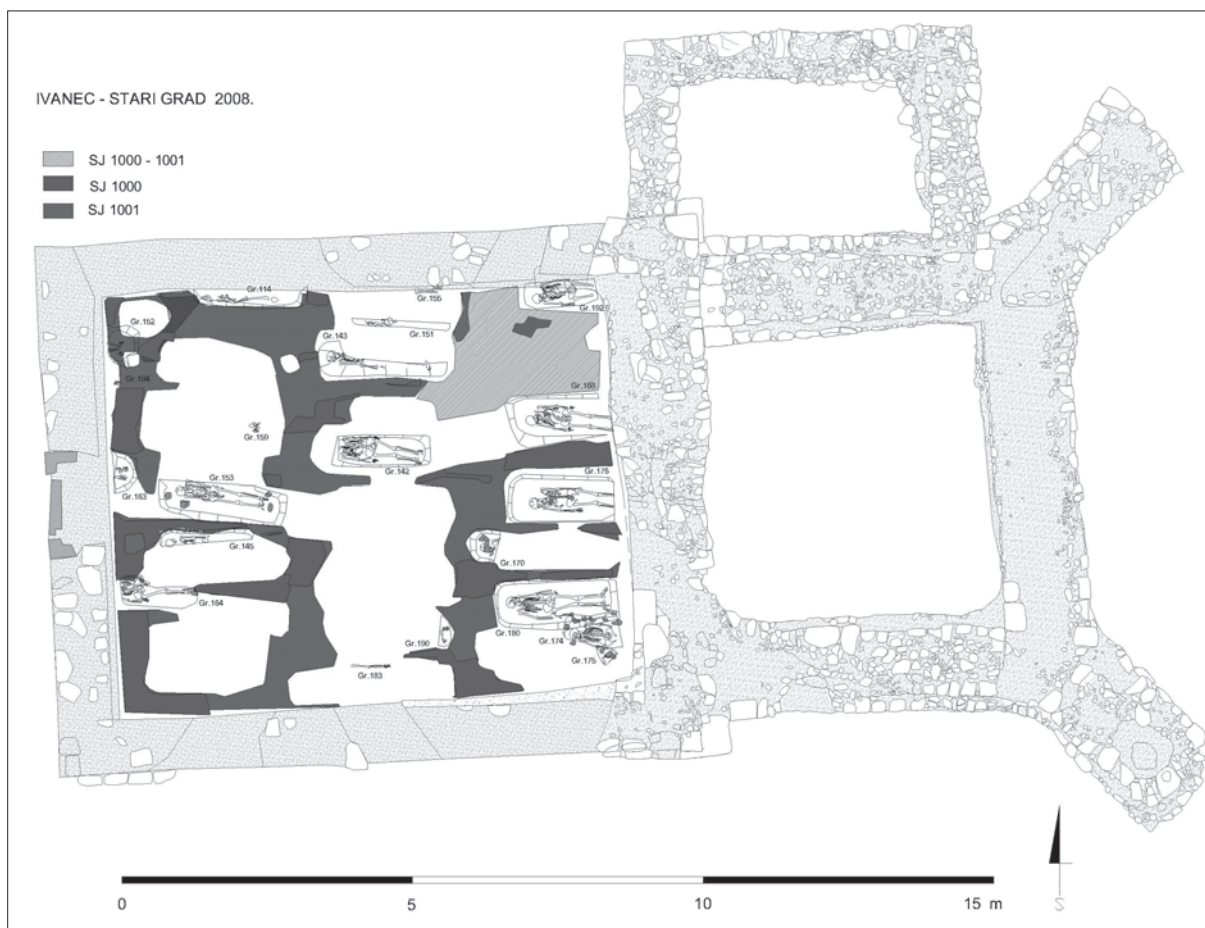 IVANEC - STARI GRAD 2008.
SJ 1000 - 1001
SJ 1000
SJ 1001
Gr.114
Gr.155
Gr.192
Gr.152
Gr.143
Gr.151
Gr.194
Gr.168
Gr.159
Gr.142
Gr.163
Gr.153
Gr.176
Gr.145
Gr.170
Gr.164
Gr.190
Gr.180
Gr.174
Gr.175
Gr.183
0 5 10 15 m
S